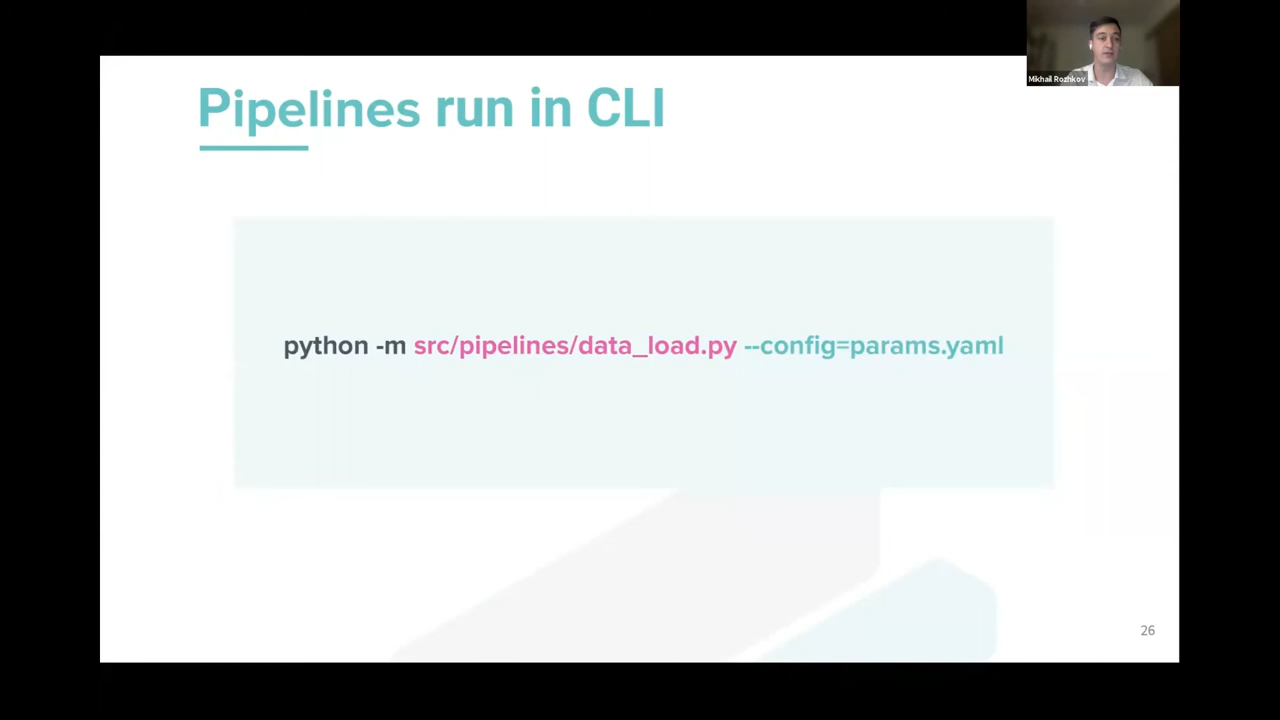 Mikhail Rozhkov
Pipelines run in CLI
python -m src/pipelines/data_load.py --config=params.yaml
26